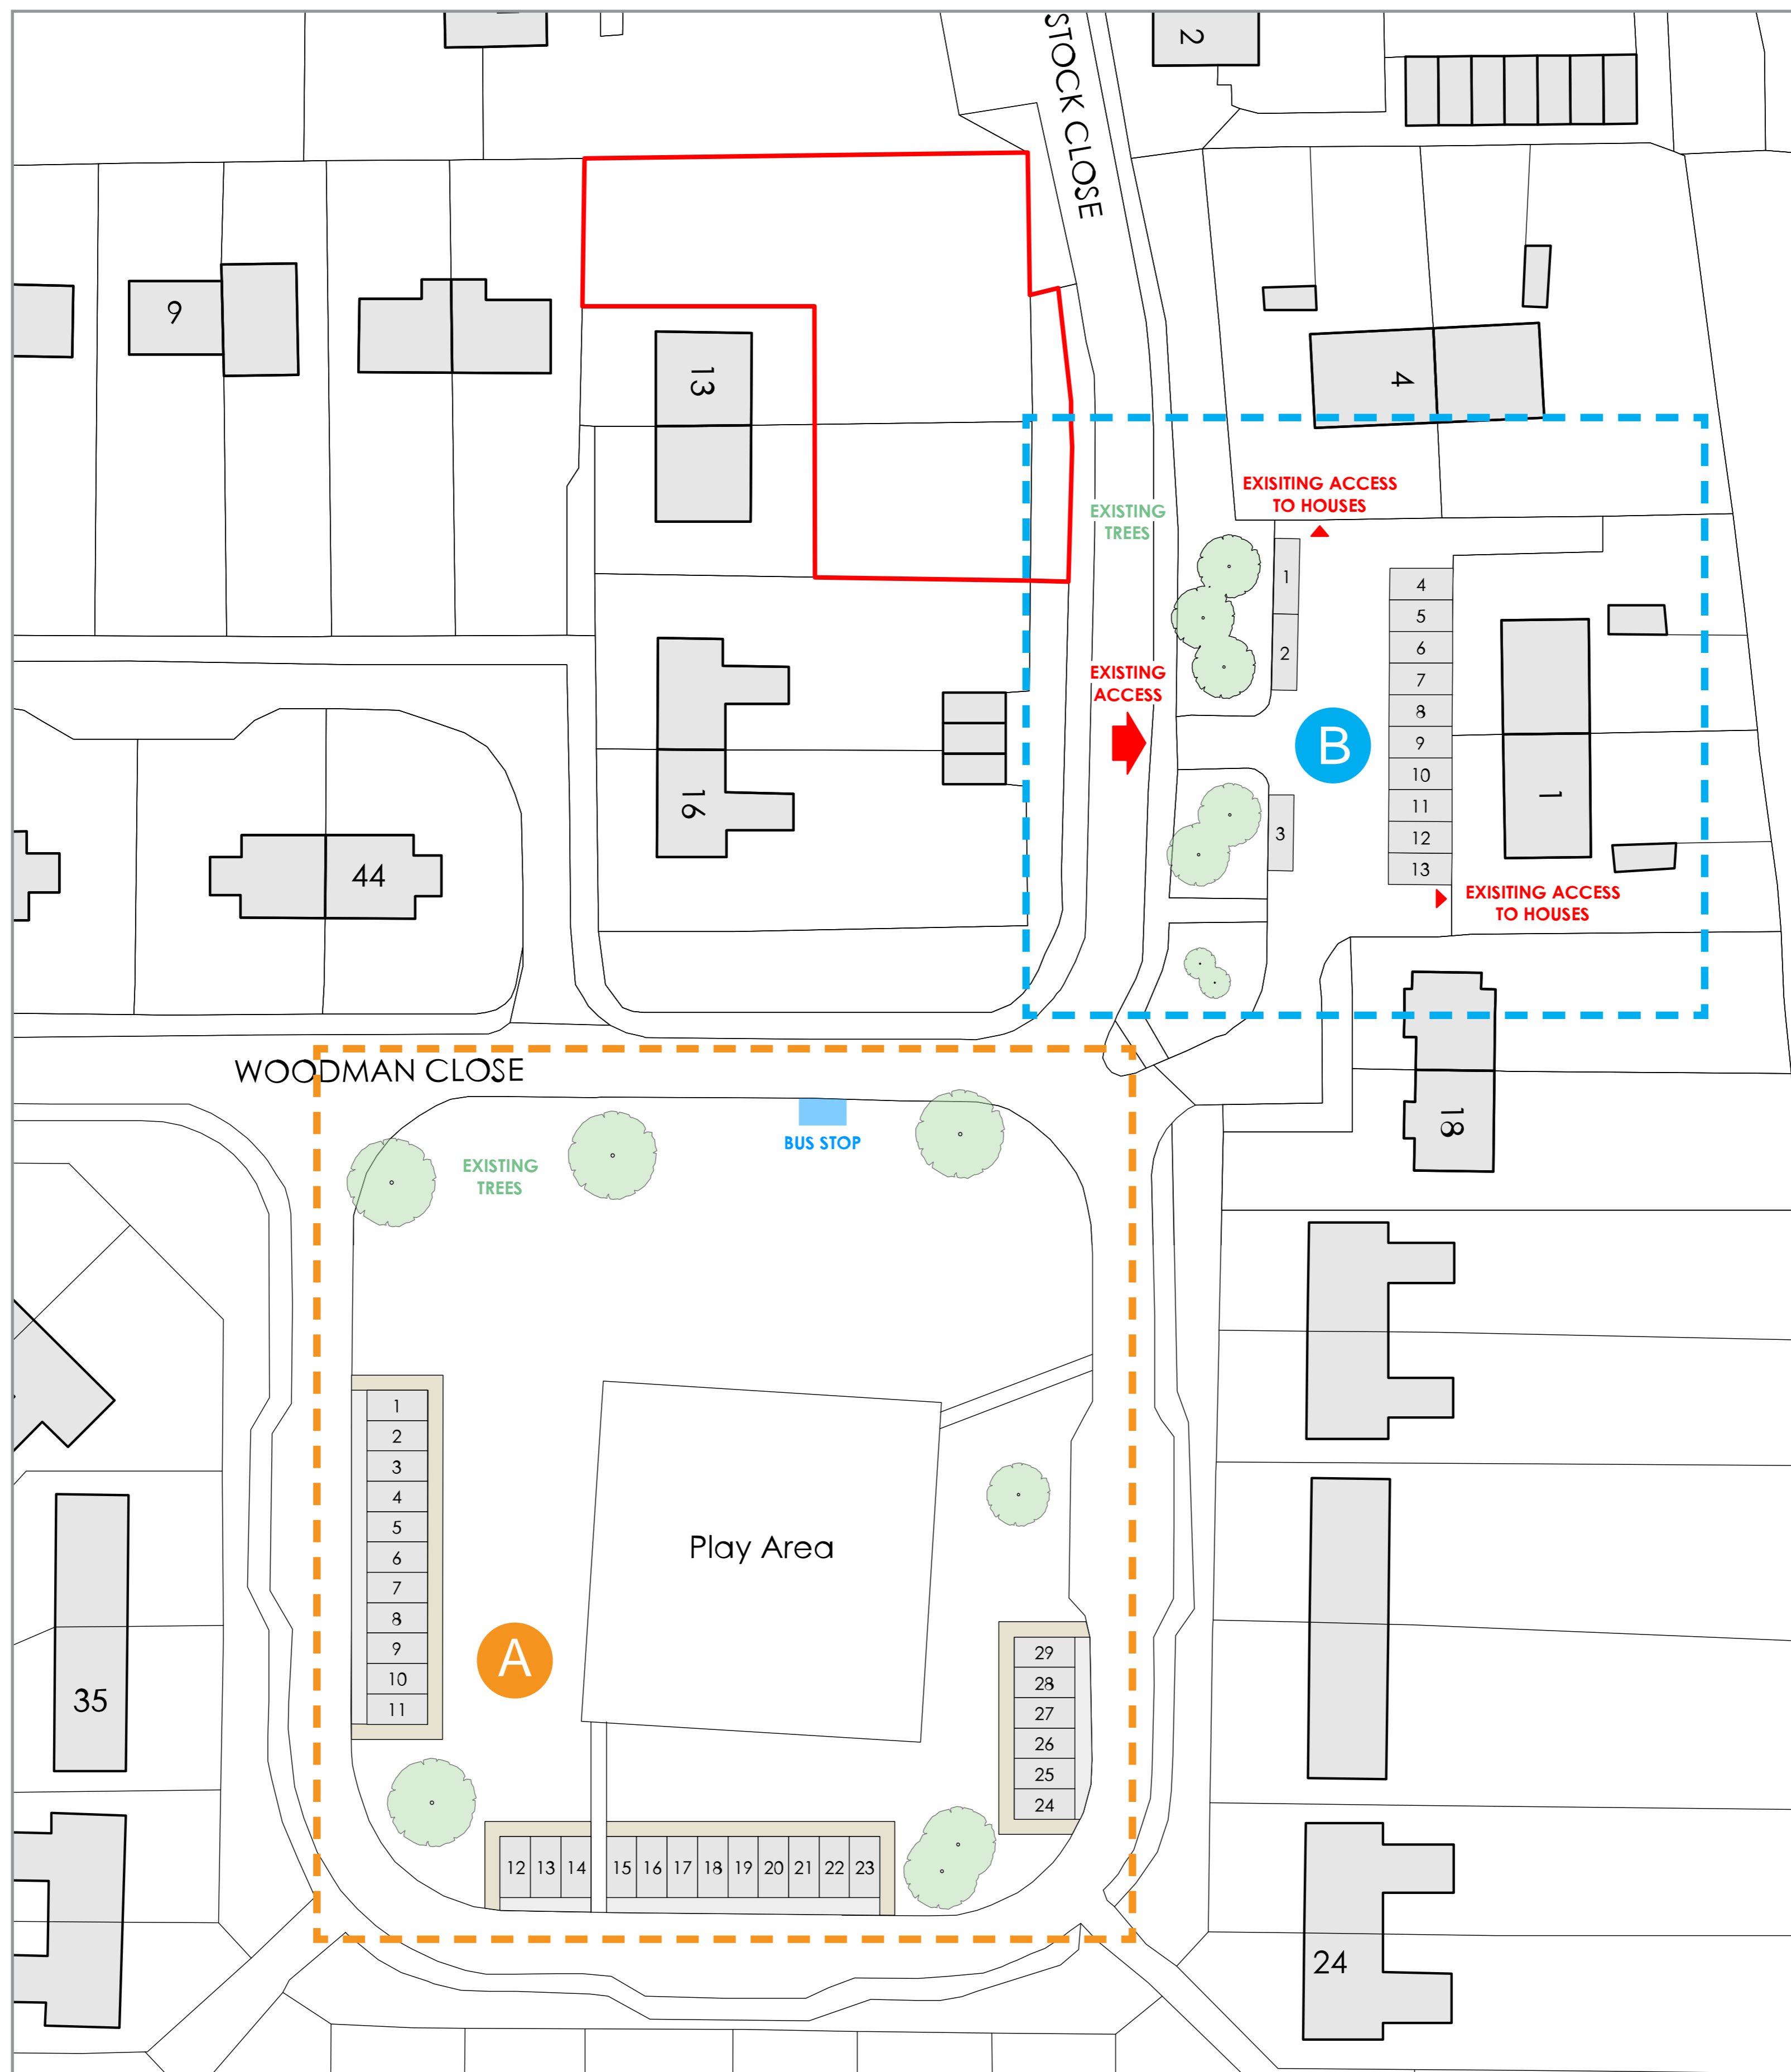 STOCK CLOSE
2
9
13
4
EXISITING ACCESS
TO HOUSES
EXISTING
TREES
1
2
4
5
6
7
8
9
10
11
12
13
EXISTING
ACCESS
B
1
3
16
44
EXISITING ACCESS
TO HOUSES
WOODMAN CLOSE
BUS STOP
18
EXISTING
TREES
1
2
3
4
5
6
7
8
9
10
11
Play Area
A
35
29
28
27
26
25
24
12 13 14 15 16 17 18 19 20 21 22 23
24